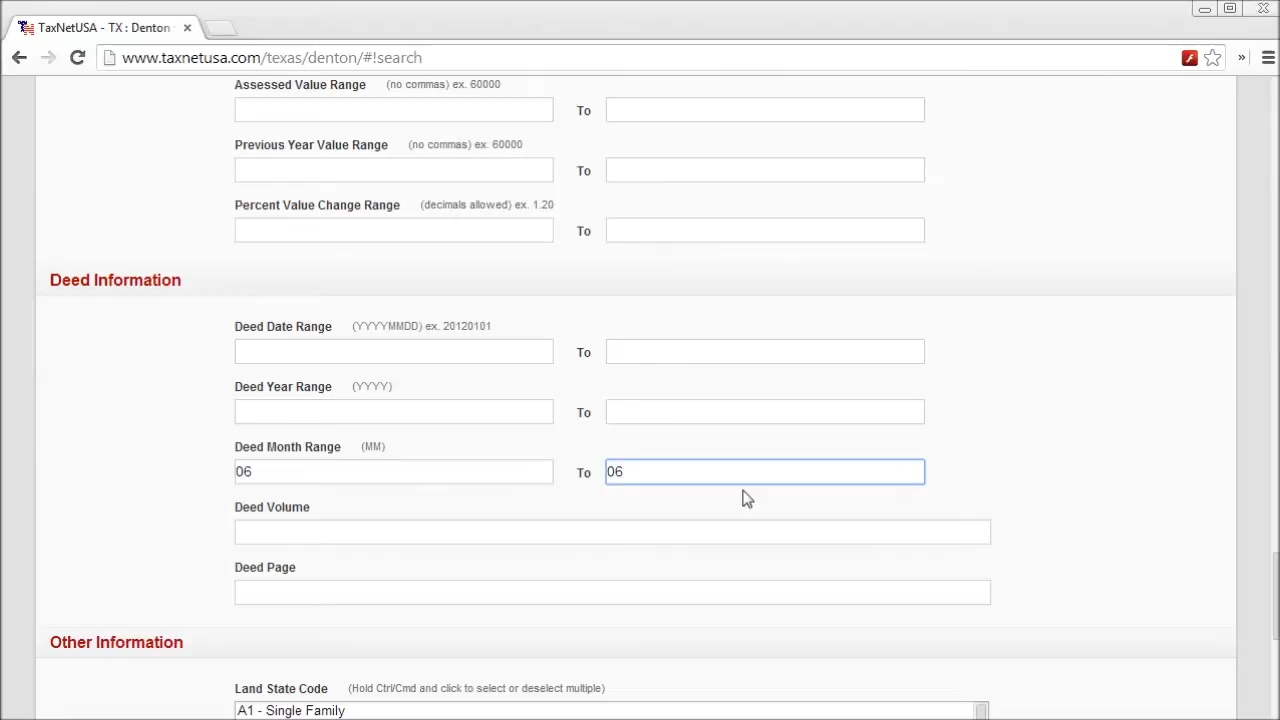 TaxNetUSA - TX : Denton
www.taxnetusa.com/texas/denton/#!search
Assessed Value Range (no commas) ex. 60000
To
Previous Year Value Range (no commas) ex. 60000
To
Percent Value Change Range (decimals allowed) ex. 1.20
To
Deed Information
Deed Date Range (YYYYMMDD) ex. 20120101
To
Deed Year Range (YYYY)
To
Deed Month Range (MM)
06 To 06
Deed Volume
Deed Page
Other Information
Land State Code (Hold Ctrl/Cmd and click to select or deselect multiple)
A1 - Single Family